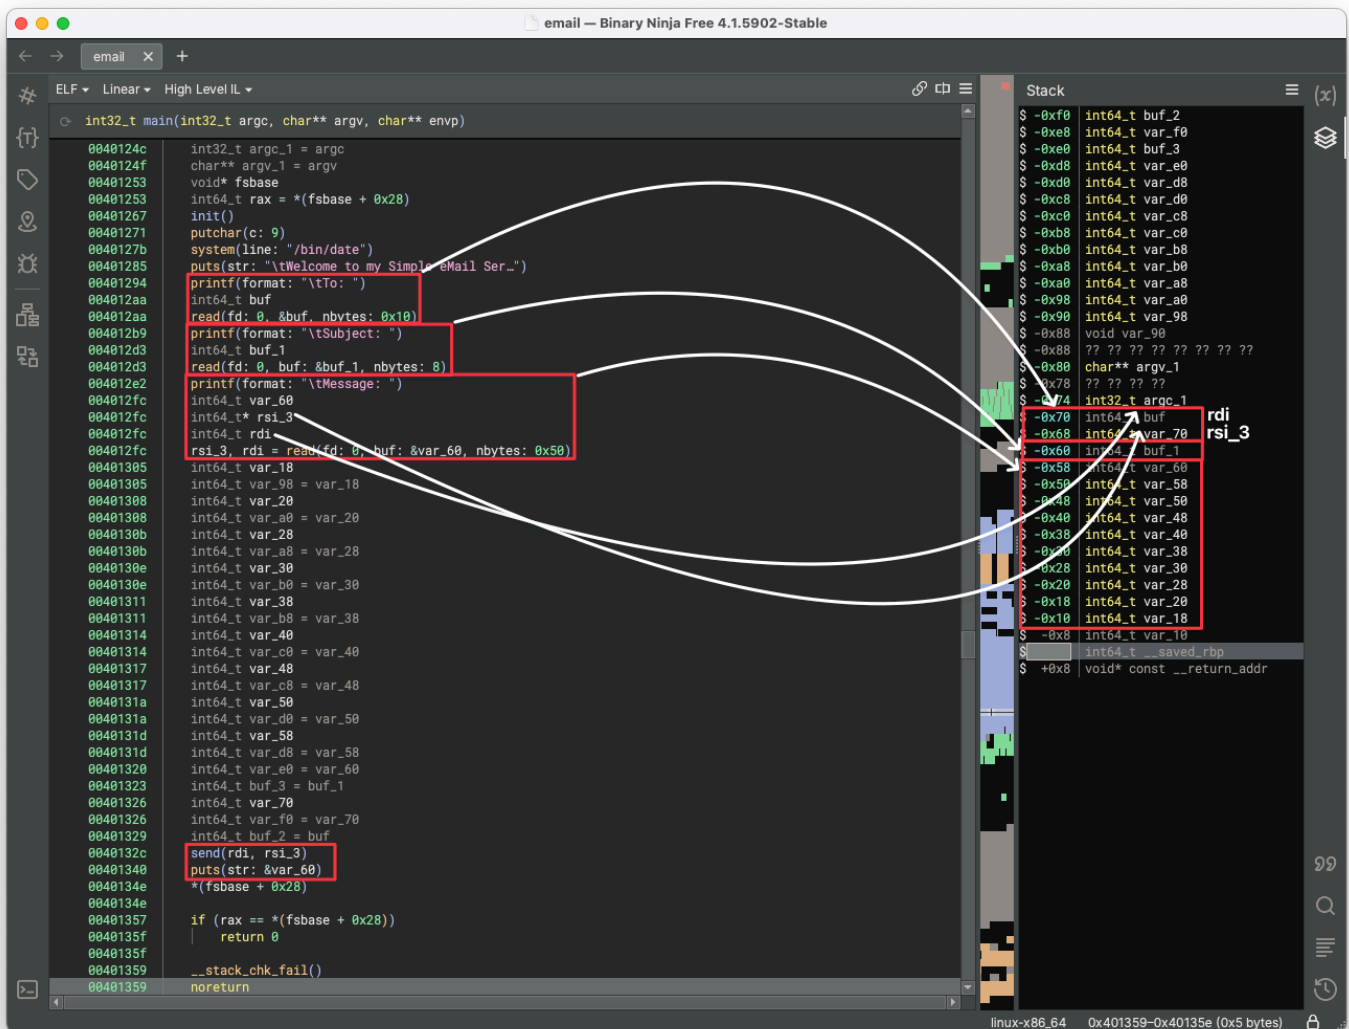 email — Binary Ninja Free 4.1.5902-Stable
email
ELF Linear High Level IL
int32_t main(int32_t argc, char** argv, char** envp)
0040124c int32_t argc_1 = argc
0040124f char** argv_1 = argv
00401253 void* fsbase
00401253 int64_t rax = *(fsbase + 0x28)
00401267 init()
00401271 putchar(c: 9)
0040127b system(line: "/bin/date")
00401285 puts(str: "\tWelcome to my Simple eMail Ser…")
00401294 printf(format: "\tTo: ")
004012aa int64_t buf
004012aa read(fd: 0, &buf, nbytes: 0x10)
004012b9 printf(format: "\tSubject: ")
004012d3 int64_t buf_1
004012d3 read(fd: 0, buf: &buf_1, nbytes: 8)
004012e2 printf(format: "\tMessage: ")
004012fc int64_t var_60
004012fc int64_t* rsi_3
004012fc int64_t rdi
004012fc rsi_3, rdi = read(fd: 0, buf: &var_60, nbytes: 0x50)
00401305 int64_t var_18
00401305 int64_t var_98 = var_18
00401308 int64_t var_20
00401308 int64_t var_a0 = var_20
0040130b int64_t var_28
0040130b int64_t var_a8 = var_28
0040130e int64_t var_30
0040130e int64_t var_b0 = var_30
00401311 int64_t var_38
00401311 int64_t var_b8 = var_38
00401314 int64_t var_40
00401314 int64_t var_c0 = var_40
00401317 int64_t var_48
00401317 int64_t var_c8 = var_48
0040131a int64_t var_50
0040131a int64_t var_d0 = var_50
0040131d int64_t var_58
0040131d int64_t var_d8 = var_58
00401320 int64_t var_e0 = var_60
00401323 int64_t buf_3 = buf_1
00401326 int64_t var_70
00401326 int64_t var_f0 = var_70
00401329 int64_t buf_2 = buf
0040132c send(rdi, rsi_3)
00401340 puts(str: &var_60)
0040134e *(fsbase + 0x28)
0040134e
00401357 if (rax == *(fsbase + 0x28))
0040135f return 0
0040135f
00401359 __stack_chk_fail()
00401359 noreturn
Stack
$ -0xf0 int64_t buf_2
$ -0xe8 int64_t var_f0
$ -0xe0 int64_t buf_3
$ -0xd8 int64_t var_e0
$ -0xd0 int64_t var_d8
$ -0xc8 int64_t var_d0
$ -0xc0 int64_t var_c8
$ -0xb8 int64_t var_c0
$ -0xb0 int64_t var_b8
$ -0xa8 int64_t var_b0
$ -0xa0 int64_t var_a8
$ -0x98 int64_t var_a0
$ -0x90 int64_t var_98
$ -0x88 void var_90
$ -0x88 ?? ?? ?? ?? ?? ?? ?? ??
$ -0x80 char** argv_1
$ -0x78 ?? ?? ?? ??
$ -0x74 int32_t argc_1
$ -0x70 int64_t buf rdi
$ -0x68 int64_t var_70 rsi_3
$ -0x60 int64_t buf_1
$ -0x58 int64_t var_60
$ -0x50 int64_t var_58
$ -0x48 int64_t var_50
$ -0x40 int64_t var_48
$ -0x38 int64_t var_40
$ -0x30 int64_t var_38
$ -0x28 int64_t var_30
$ -0x20 int64_t var_28
$ -0x18 int64_t var_20
$ -0x10 int64_t var_18
$ -0x8 int64_t var_10
$ int64_t __saved_rbp
$ +0x8 void* const __return_addr
linux-x86_64 0x401359–0x40135e (0x5 bytes)